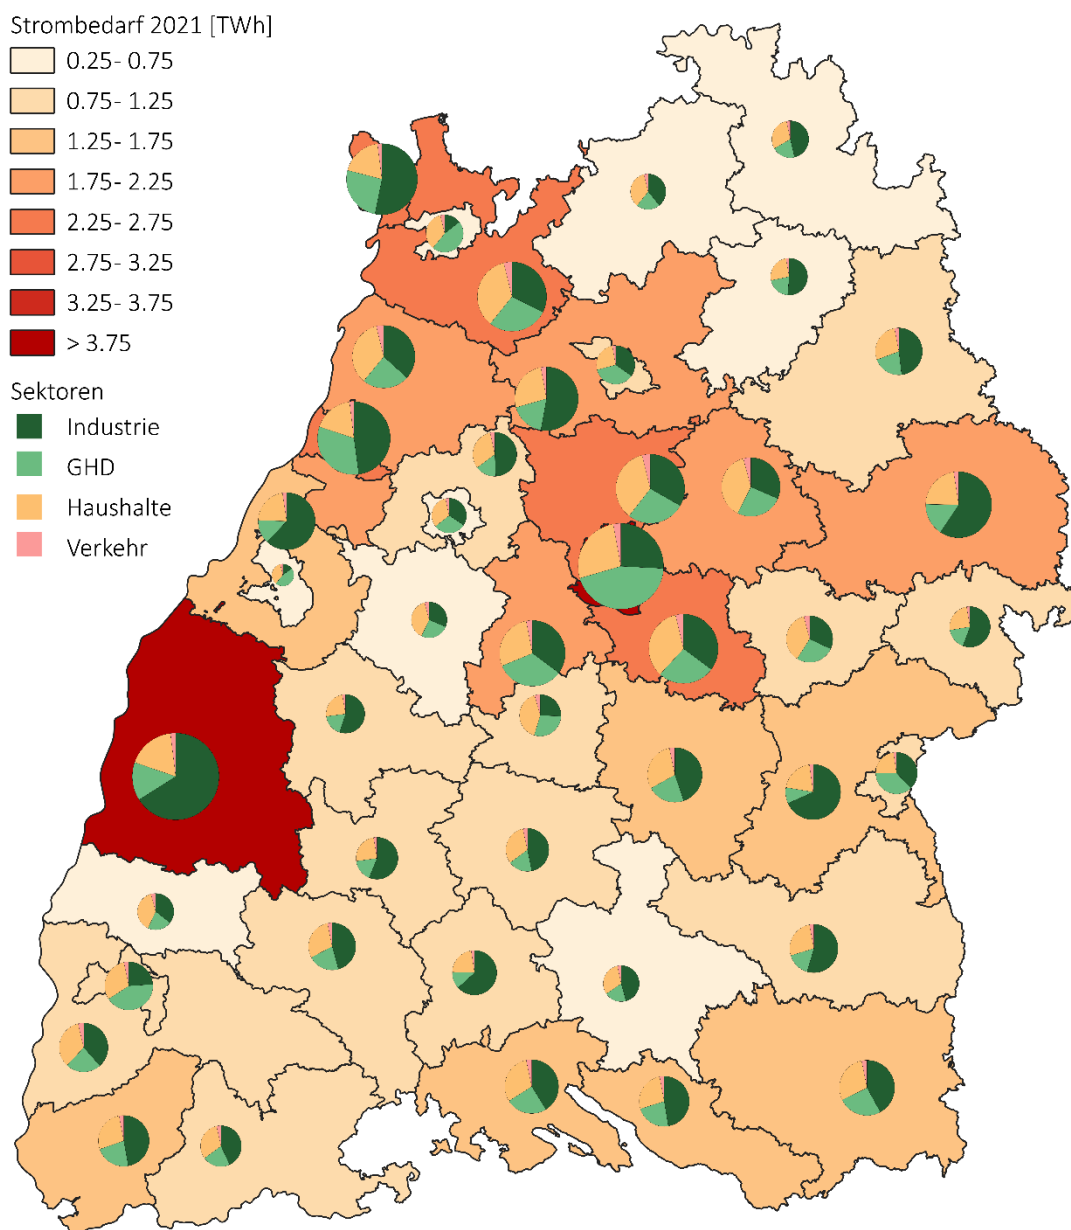 Strombedarf 2021 [TWh]
0.25- 0.75
0.75- 1.25
1.25- 1.75
1.75- 2.25
2.25- 2.75
2.75- 3.25
3.25- 3.75
> 3.75
Sektoren
Industrie
GHD
Haushalte
Verkehr